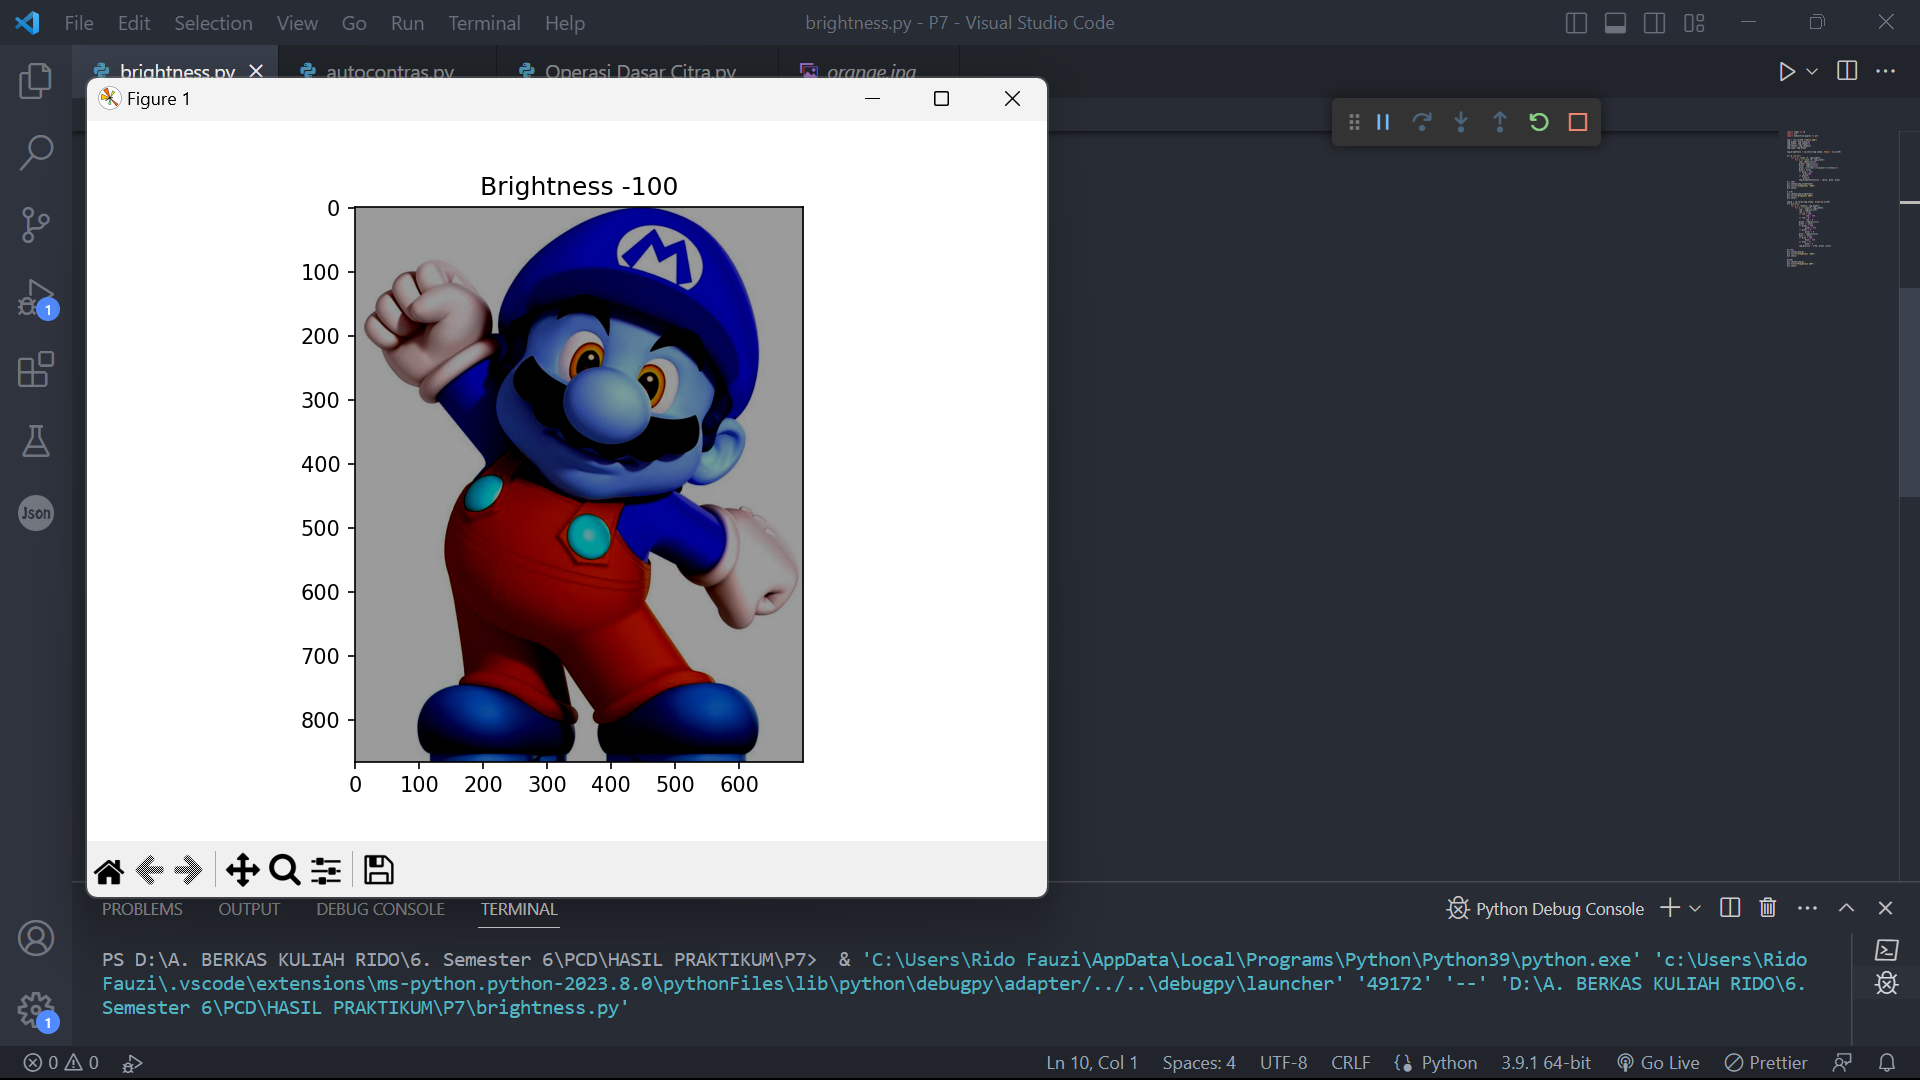 File Edit Selection View Go Run Terminal Help
brightness.py - P7 - Visual Studio Code
brightness.py
autocontras.py
Operasi Dasar Citra.py
orange.jpg
Figure 1
Brightness -100
M
0
100
200
300
400
500
600
700
800
0 100 200 300 400 500 600
1
Json
1
PROBLEMS OUTPUT DEBUG CONSOLE TERMINAL
Python Debug Console
PS D:\A. BERKAS KULIAH RIDO\6. Semester 6\PCD\HASIL PRAKTIKUM\P7>  & 'C:\Users\Rido Fauzi\AppData\Local\Programs\Python\Python39\python.exe' 'c:\Users\Rido
Fauzi\.vscode\extensions\ms-python.python-2023.8.0\pythonFiles\lib\python\debugpy\adapter/../..\debugpy\launcher' '49172' '--' 'D:\A. BERKAS KULIAH RIDO\6.
Semester 6\PCD\HASIL PRAKTIKUM\P7\brightness.py'
0 0
Ln 10, Col 1 Spaces: 4 UTF-8 CRLF Python 3.9.1 64-bit Go Live Prettier